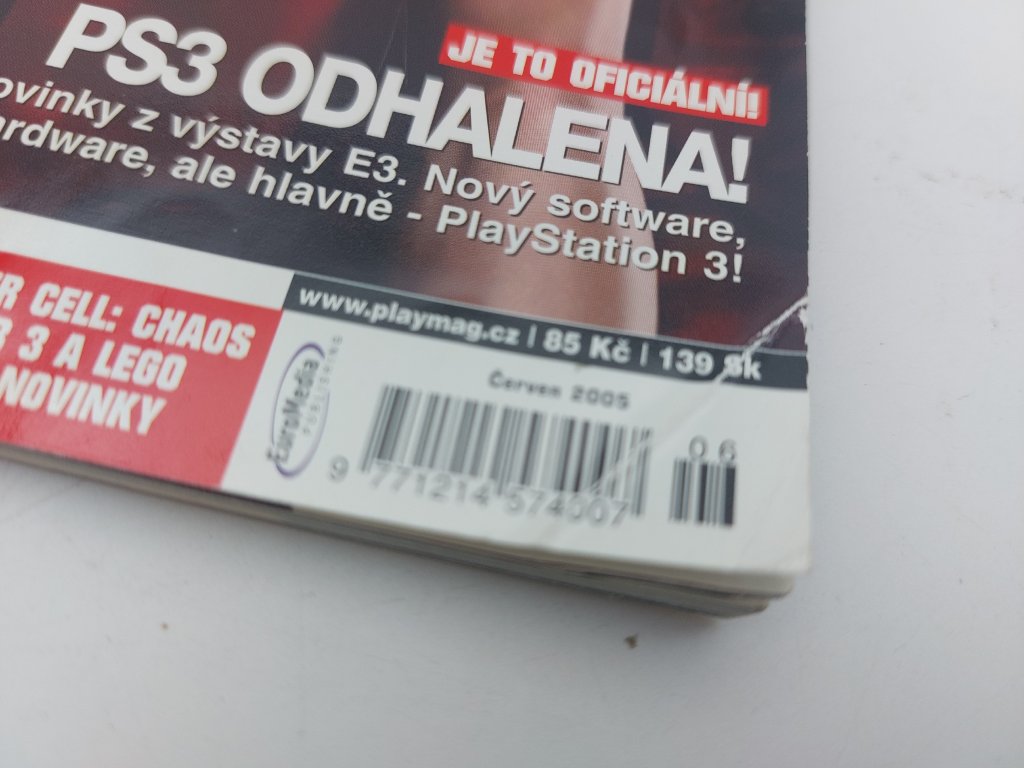 JE TO OFICIÁLNÍ!
PS3 ODHALENA!
ovinky z výstavy E3. Nový software,
ardware, ale hlavně - PlayStation 3!
R CELL: CHAOS
3 A LEGO
NOVINKY
www.playmag.cz | 85 Kč | 139 Sk
Červen 2005
EuroMedia
PUBLISHING
06
9 771214 574007